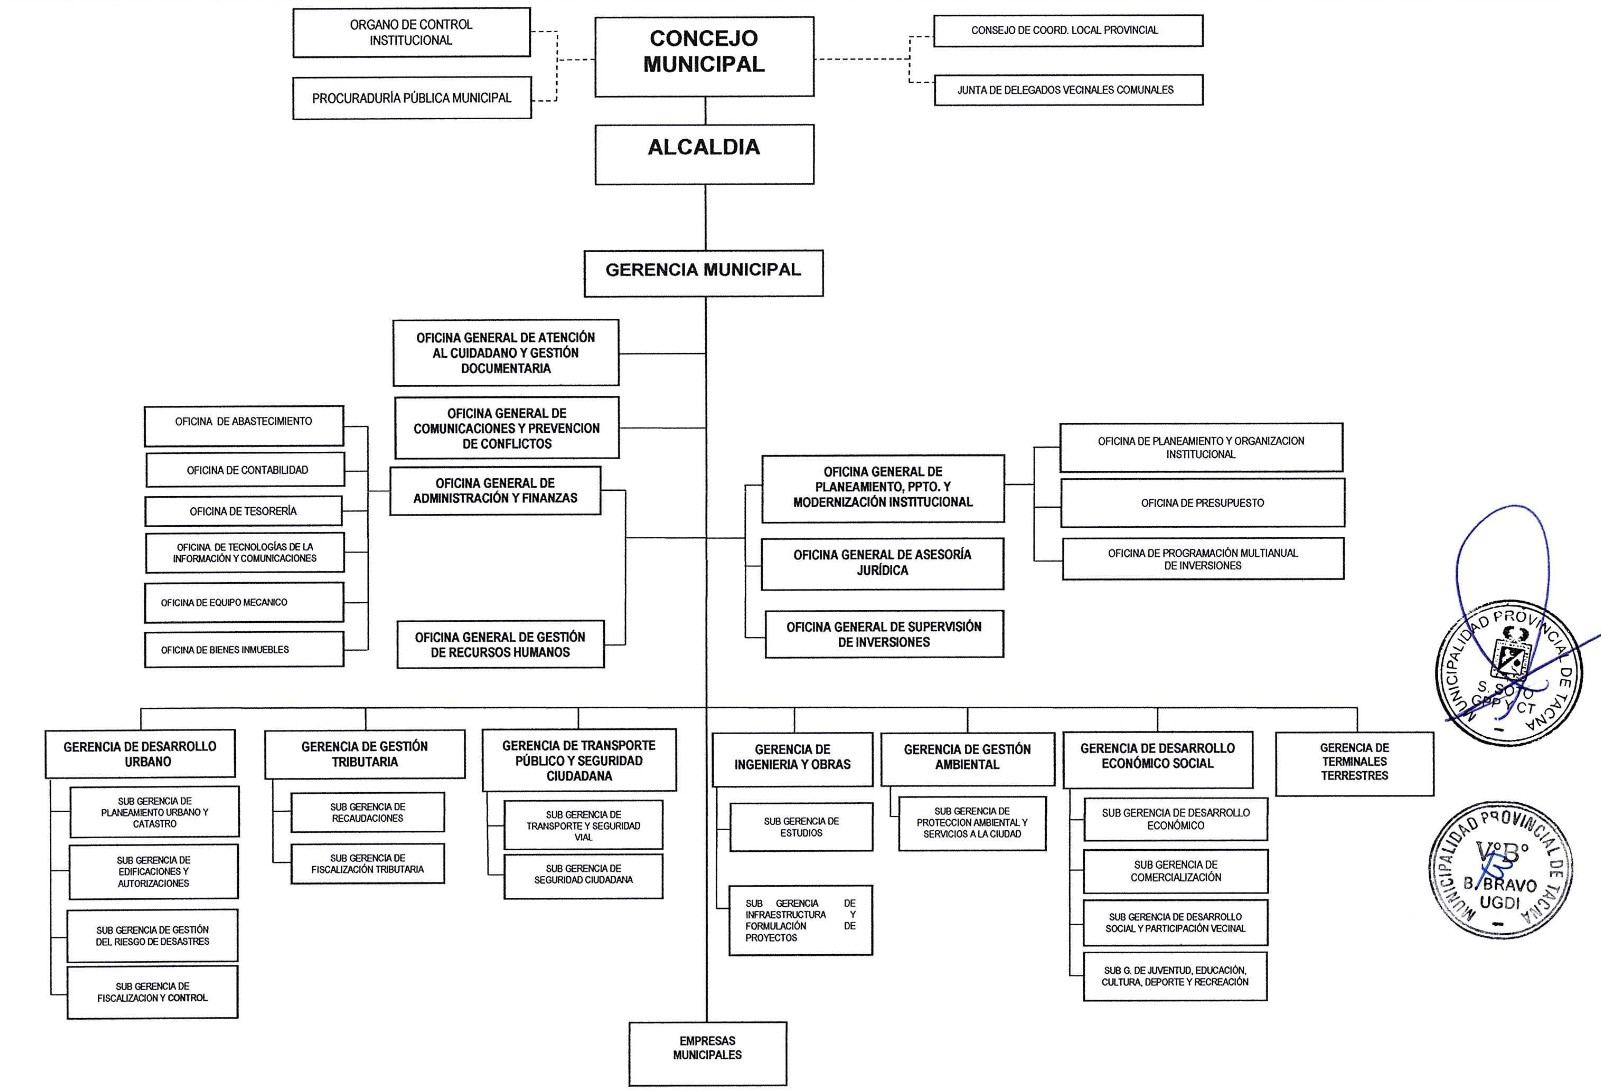 ORGANO DE CONTROL
INSTITUCIONAL
PROCURADURÍA PÚBLICA MUNICIPAL
CONCEJO
MUNICIPAL
CONSEJO DE COORD. LOCAL PROVINCIAL
JUNTA DE DELEGADOS VECINALES COMUNALES
ALCALDIA
GERENCIA MUNICIPAL
OFICINA GENERAL DE ATENCIÓN
AL CUIDADANO Y GESTIÓN
DOCUMENTARIA
OFICINA GENERAL DE
COMUNICACIONES Y PREVENCION
DE CONFLICTOS
OFICINA GENERAL DE
ADMINISTRACIÓN Y FINANZAS
OFICINA DE ABASTECIMIENTO
OFICINA DE CONTABILIDAD
OFICINA DE TESORERÍA
OFICINA DE TECNOLOGÍAS DE LA
INFORMACIÓN Y COMUNICACIONES
OFICINA DE EQUIPO MECANICO
OFICINA DE BIENES INMUEBLES
OFICINA GENERAL DE GESTIÓN
DE RECURSOS HUMANOS
OFICINA GENERAL DE
PLANEAMIENTO, PPTO. Y
MODERNIZACIÓN INSTITUCIONAL
OFICINA DE PLANEAMIENTO Y ORGANIZACION
INSTITUCIONAL
OFICINA DE PRESUPUESTO
OFICINA DE PROGRAMACIÓN MULTIANUAL
DE INVERSIONES
OFICINA GENERAL DE ASESORÍA
JURÍDICA
OFICINA GENERAL DE SUPERVISIÓN
DE INVERSIONES
GERENCIA DE DESARROLLO
URBANO
SUB GERENCIA DE
PLANEAMIENTO URBANO Y
CATASTRO
SUB GERENCIA DE
EDIFICACIONES Y
AUTORIZACIONES
SUB GERENCIA DE GESTIÓN
DEL RIESGO DE DESASTRES
SUB GERENCIA DE
FISCALIZACION Y CONTROL
GERENCIA DE GESTIÓN
TRIBUTARIA
SUB GERENCIA DE
RECAUDACIONES
SUB GERENCIA DE
FISCALIZACIÓN TRIBUTARIA
GERENCIA DE TRANSPORTE
PÚBLICO Y SEGURIDAD
CIUDADANA
SUB GERENCIA DE
TRANSPORTE Y SEGURIDAD
VIAL
SUB GERENCIA DE
SEGURIDAD CIUDADANA
GERENCIA DE
INGENIERIA Y OBRAS
SUB GERENCIA DE
ESTUDIOS
SUB GERENCIA DE
INFRAESTRUCTURA Y
FORMULACIÓN DE
PROYECTOS
GERENCIA DE GESTIÓN
AMBIENTAL
SUB GERENCIA DE
PROTECCION AMBIENTAL Y
SERVICIOS A LA CIUDAD
GERENCIA DE DESARROLLO
ECONÓMICO SOCIAL
SUB GERENCIA DE DESARROLLO
ECONÓMICO
SUB GERENCIA DE
COMERCIALIZACIÓN
SUB GERENCIA DE DESARROLLO
SOCIAL Y PARTICIPACIÓN VECINAL
SUB G. DE JUVENTUD, EDUCACIÓN,
CULTURA, DEPORTE Y RECREACIÓN
GERENCIA DE
TERMINALES
TERRESTRES
EMPRESAS
MUNICIPALES
MUNICIPALIDAD PROVINCIAL DE TACNA
S. SOTO
GPP Y CT
MUNICIPALIDAD PROVINCIAL DE TACNA
V°B°
B. BRAVO
UGDI